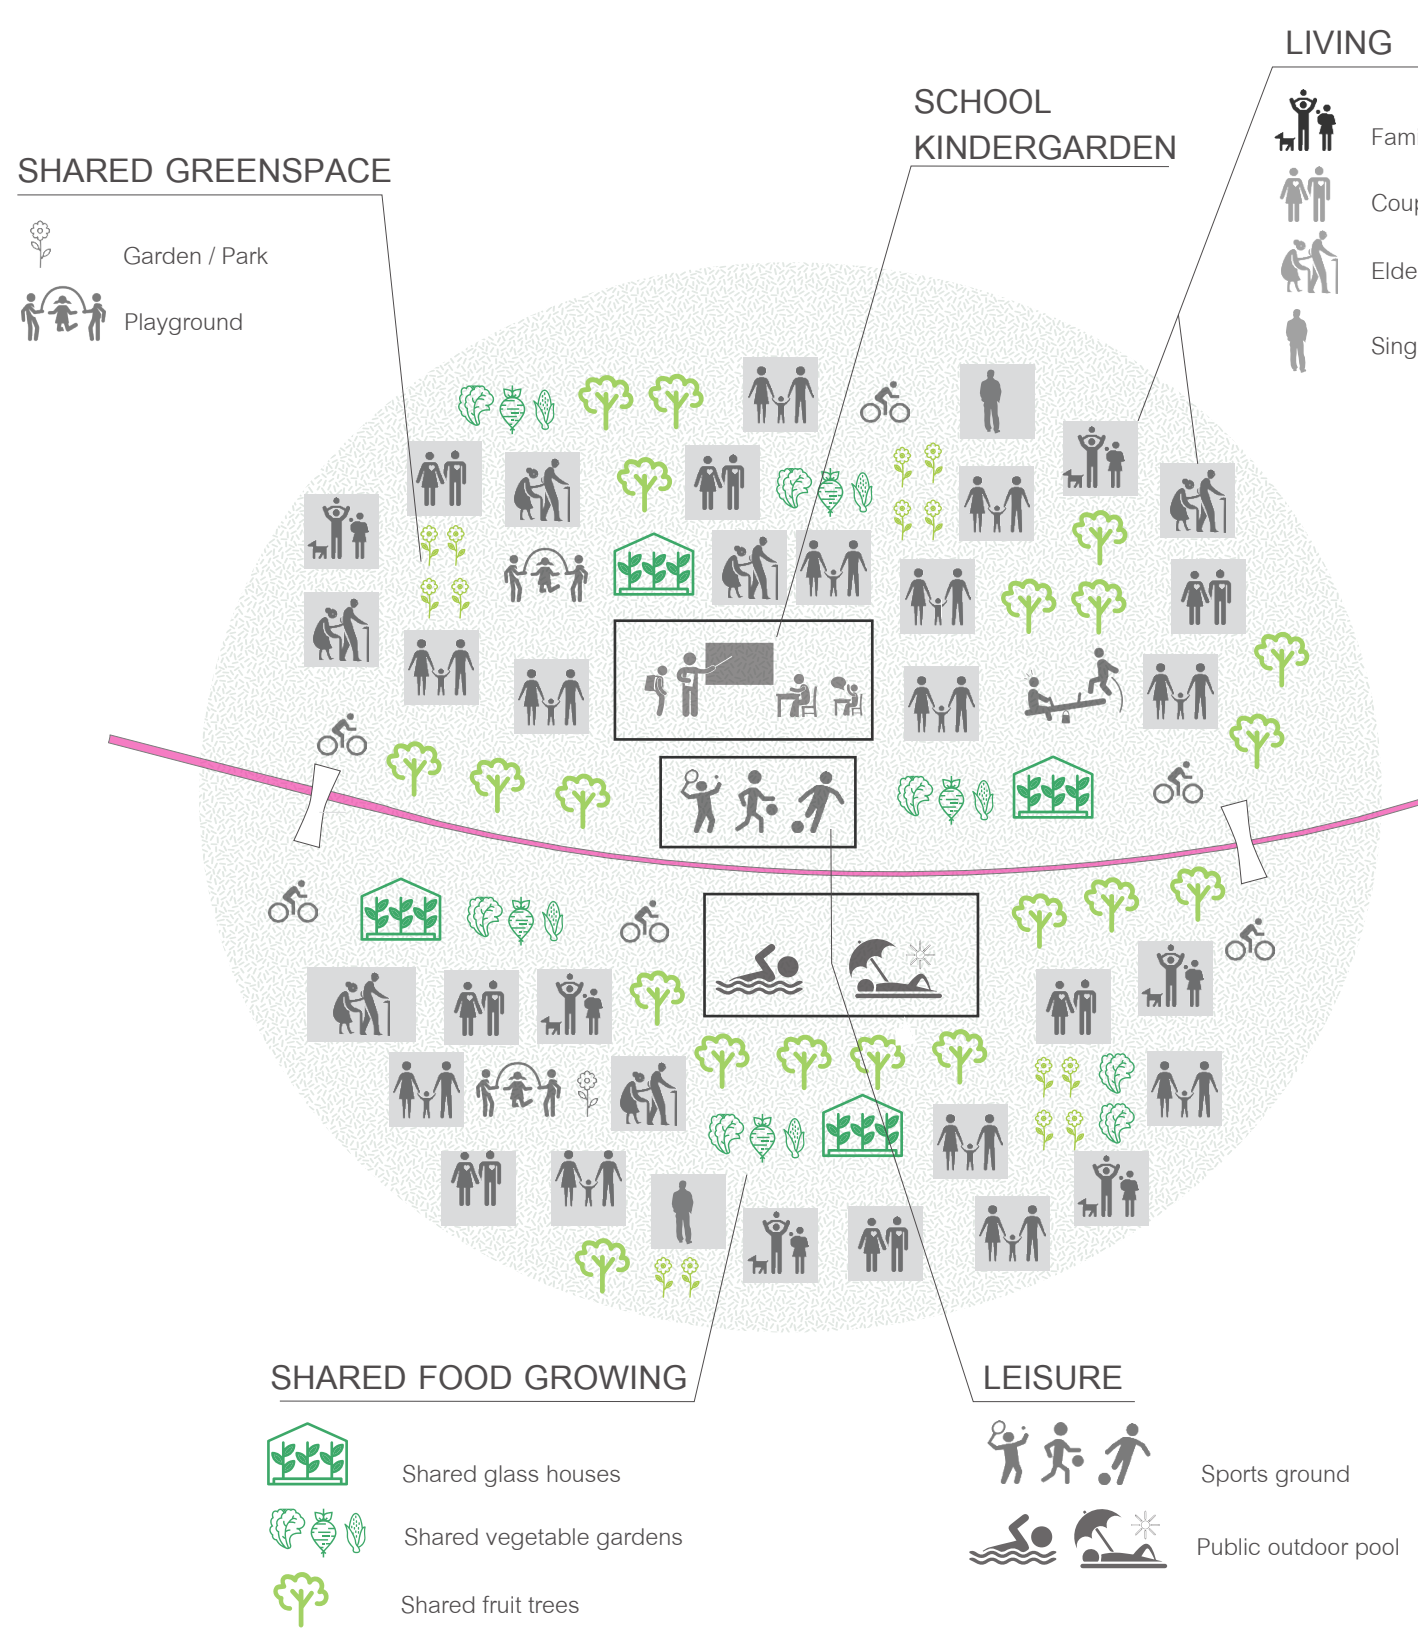 LIVING
SCHOOL
KINDERGARDEN
SHARED GREENSPACE
Garden / Park
Playground
SHARED FOOD GROWING
Shared glass houses
Shared vegetable gardens
Shared fruit trees
LEISURE
Sports ground
Public outdoor pool